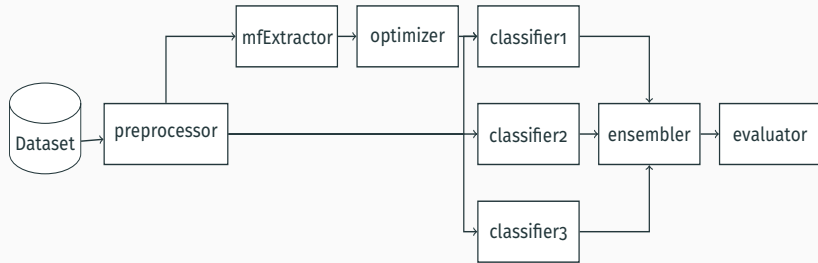 mfExtractor
optimizer
classifier1
Dataset
preprocessor
classifier2
ensembler
evaluator
classifier3